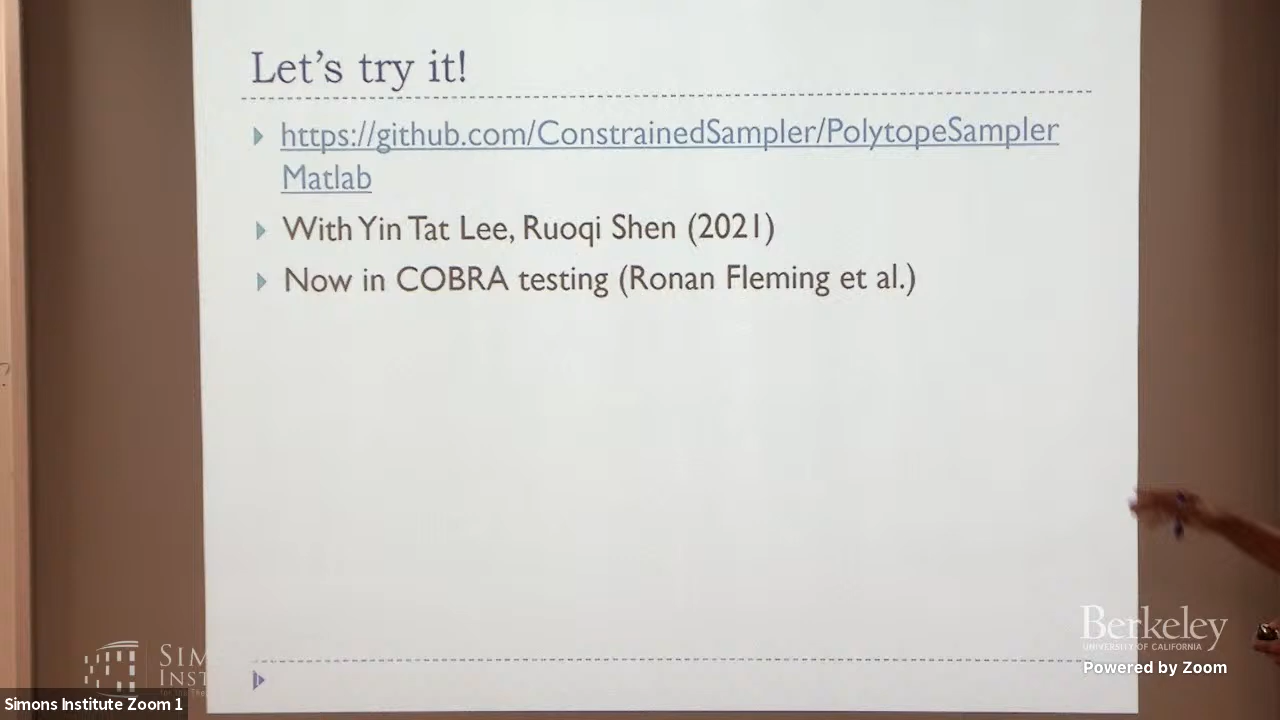 Let's try it!
https://github.com/ConstrainedSampler/PolytopeSampler
Matlab
With Yin Tat Lee, Ruoqi Shen (2021)
Now in COBRA testing (Ronan Fleming et al.)
Berkeley
UNIVERSITY OF CALIFORNIA
Powered by Zoom
Simons Institute Zoom 1